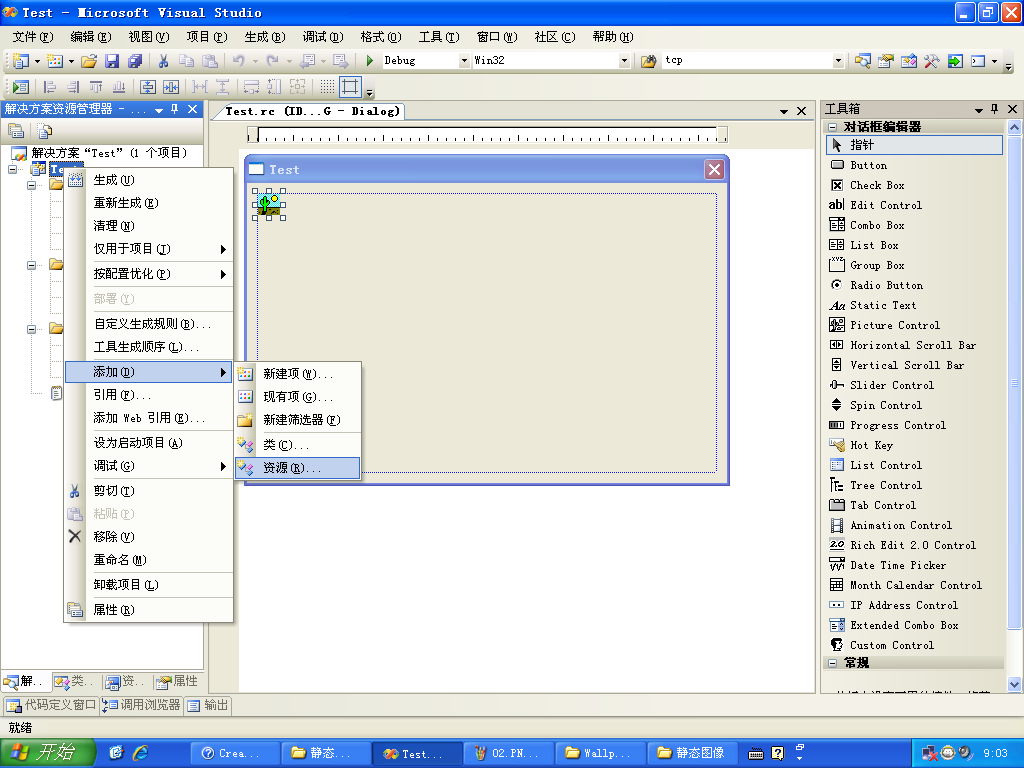 Test - Microsoft Visual Studio
文件(F) 编辑(E) 视图(V) 项目(P) 生成(B) 调试(D) 格式(O) 工具(T) 窗口(W) 社区(C) 帮助(H)
Debug Win32 tcp
解决方案资源管理器 - ...
解决方案“Test” (1 个项目)
生成(U)
重新生成(E)
清理(N)
仅用于项目(J)
按配置优化(P)
部署(Y)
自定义生成规则(B)...
工具生成顺序(L)...
添加(D)
引用(F)...
添加 Web 引用(E)...
设为启动项目(A)
调试(G)
剪切(T)
粘贴(P)
移除(V)
重命名(M)
卸载项目(L)
属性(R)
新建项(W)...
现有项(G)...
新建筛选器(F)
类(C)...
资源(R)...
Test.rc (ID...G - Dialog)
Test
工具箱
对话框编辑器
指针
Button
Check Box
Edit Control
Combo Box
List Box
Group Box
Radio Button
Static Text
Picture Control
Horizontal Scroll Bar
Vertical Scroll Bar
Slider Control
Spin Control
Progress Control
Hot Key
List Control
Tree Control
Tab Control
Animation Control
Rich Edit 2.0 Control
Date Time Picker
Month Calendar Control
IP Address Control
Extended Combo Box
Custom Control
常规
解.. 类.. 资.. 属性
代码定义窗口 调用浏览器 输出
就绪
开始 Crea... 静态... Test... 02.PN... Wallp... 静态图像 9:03